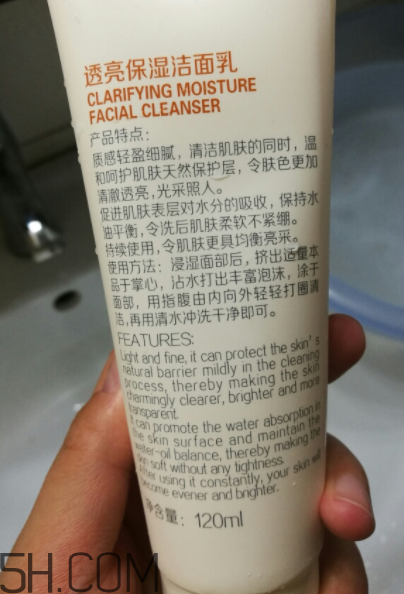 透亮保湿洁面乳
CLARIFYING MOISTURE
FACIAL CLEANSER
产品特点：
质感轻盈细腻，清洁肌肤的同时，温
和呵护肌肤天然保护层，令肤色更加
清澈透亮，光采照人。
促进肌肤表层对水分的吸收，保持水
油平衡，令洗后肌肤柔软不紧绷。
持续使用，令肌肤更具均衡亮采。
使用方法：浸湿面部后，挤出适量本
品于掌心，沾水打出丰富泡沫，涂于
面部，用指腹由内向外轻轻打圈清
洁，再用清水冲洗干净即可。
FEATURES:
Light and fine, it can protect the skin's
natural barrier mildly in the cleaning
process, thereby making the skin
charmingly clearer, brighter and more
transparent.
It can promote the water absorption in
the skin surface and maintain the
water-oil balance, thereby making the
skin soft without any tightness.
After using it constantly, your skin will
become evener and brighter.
净含量：120ml
5H.COM